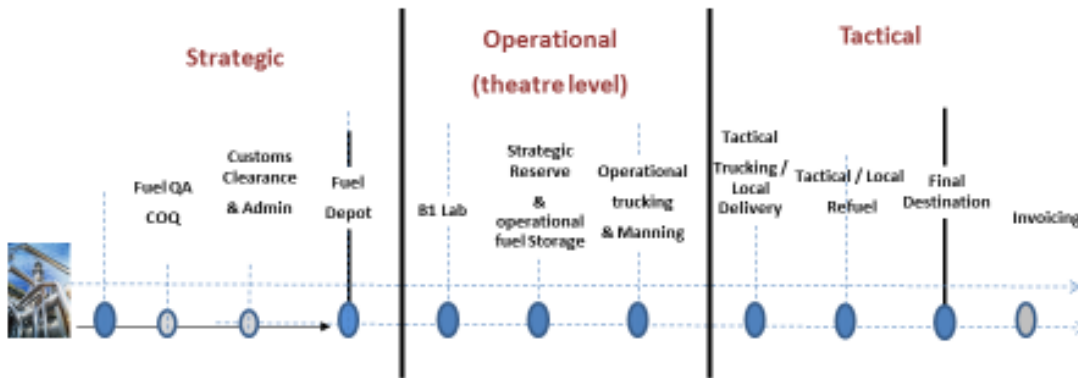 Strategic
Operational
(theatre level)
Tactical
Fuel QA
COQ
Customs
Clearance
& Admin
Fuel
Depot
B1 Lab
Strategic
Reserve
&
operational
fuel Storage
Operational
trucking
& Manning
Tactical
Trucking /
Local
Delivery
Tactical / Local
Refuel
Final
Destination
Invoicing